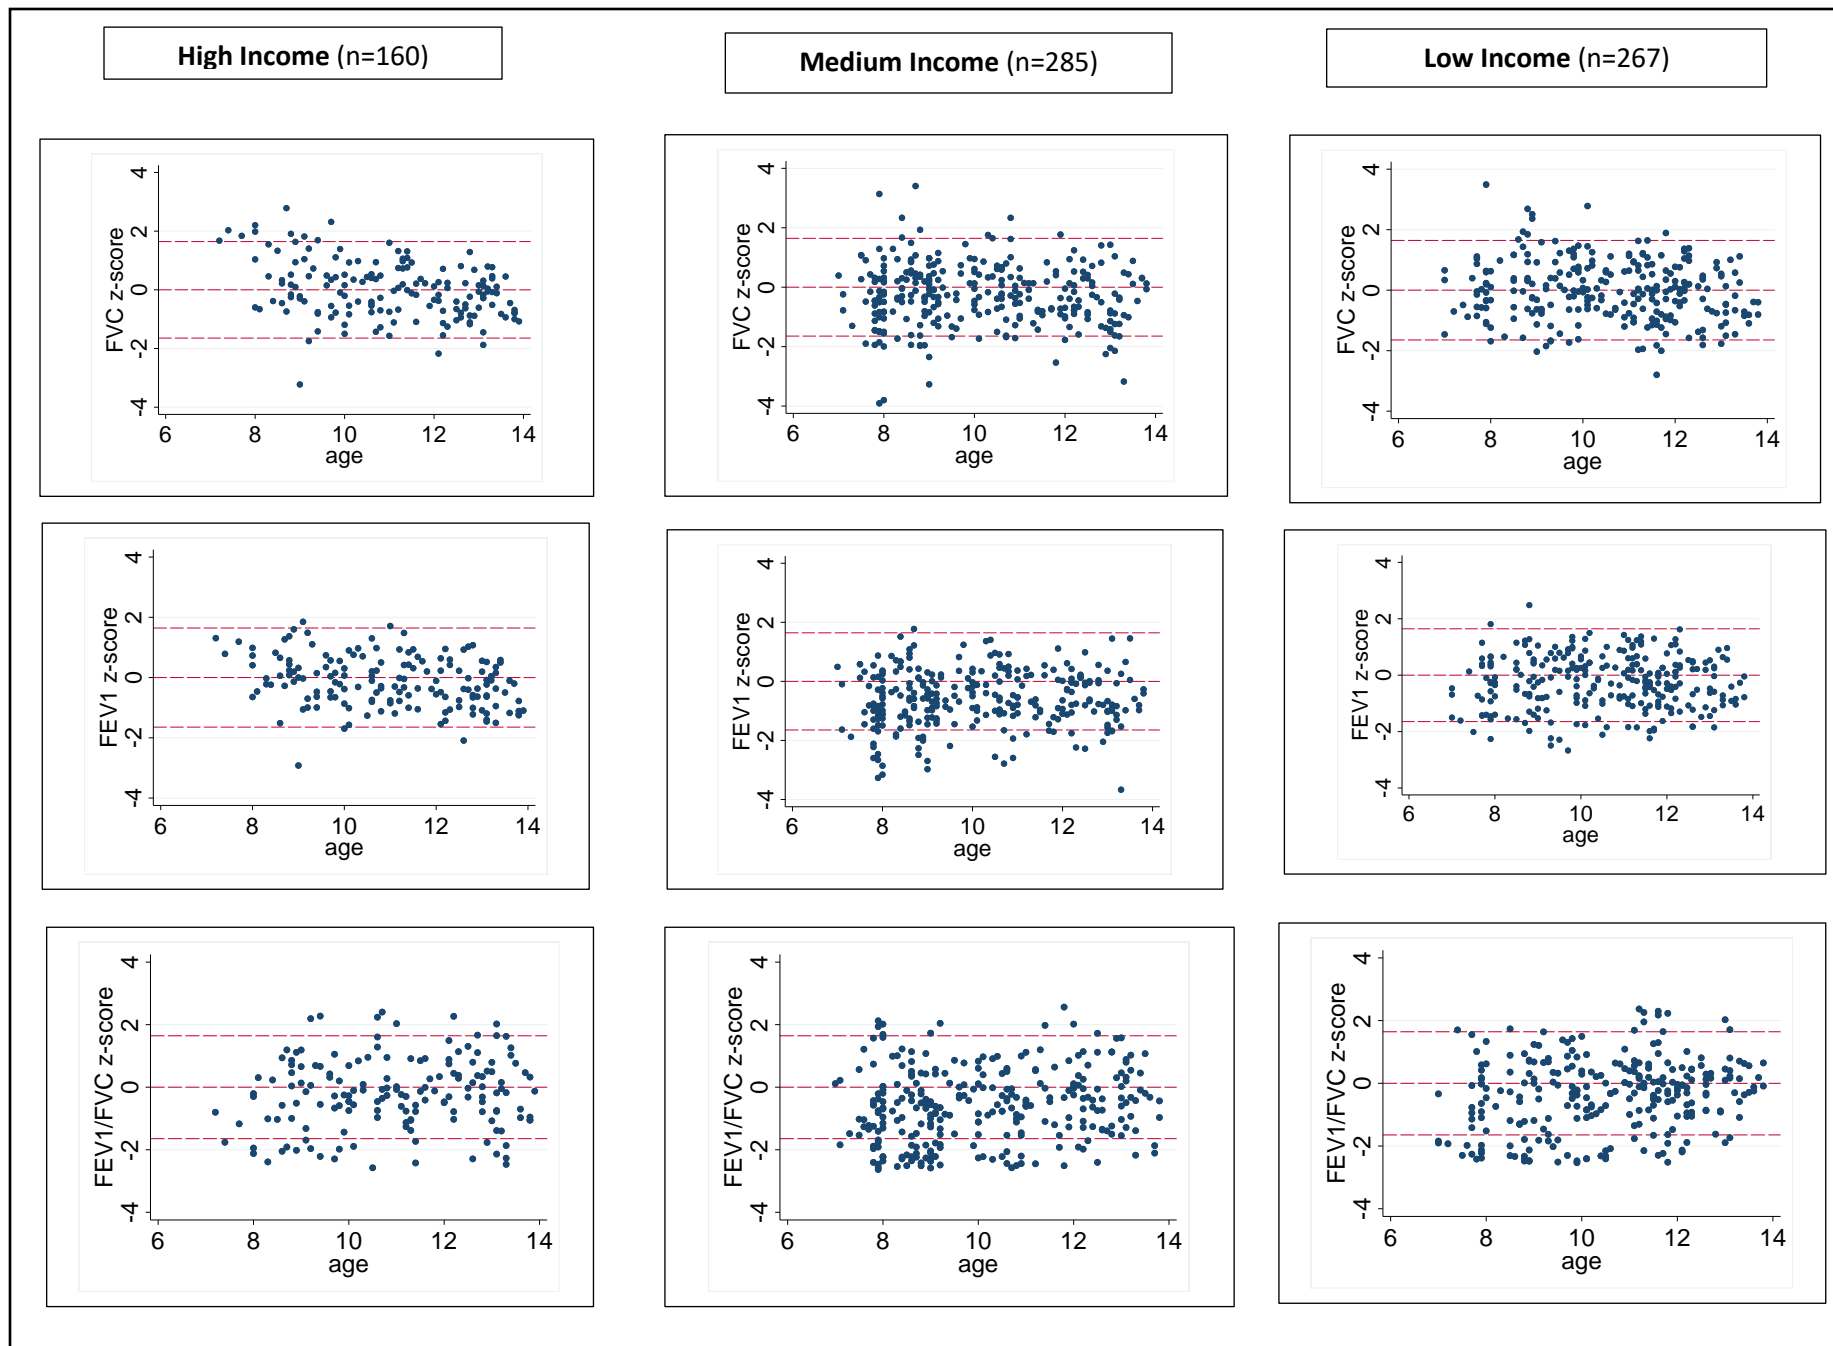 High Income (n=160)
Medium Income (n=285)
Low Income (n=267)
FVC z-score
4
2
0
-2
-4
6 8 10 12 14
age
FVC z-score
4
2
0
-2
-4
6 8 10 12 14
age
FVC z-score
4
2
0
-2
-4
6 8 10 12 14
age
FEV1 z-score
4
2
0
-2
-4
6 8 10 12 14
age
FEV1 z-score
4
2
0
-2
-4
6 8 10 12 14
age
FEV1 z-score
4
2
0
-2
-4
6 8 10 12 14
age
FEV1/FVC z-score
4
2
0
-2
-4
6 8 10 12 14
age
FEV1/FVC z-score
4
2
0
-2
-4
6 8 10 12 14
age
FEV1/FVC z-score
4
2
0
-2
-4
6 8 10 12 14
age